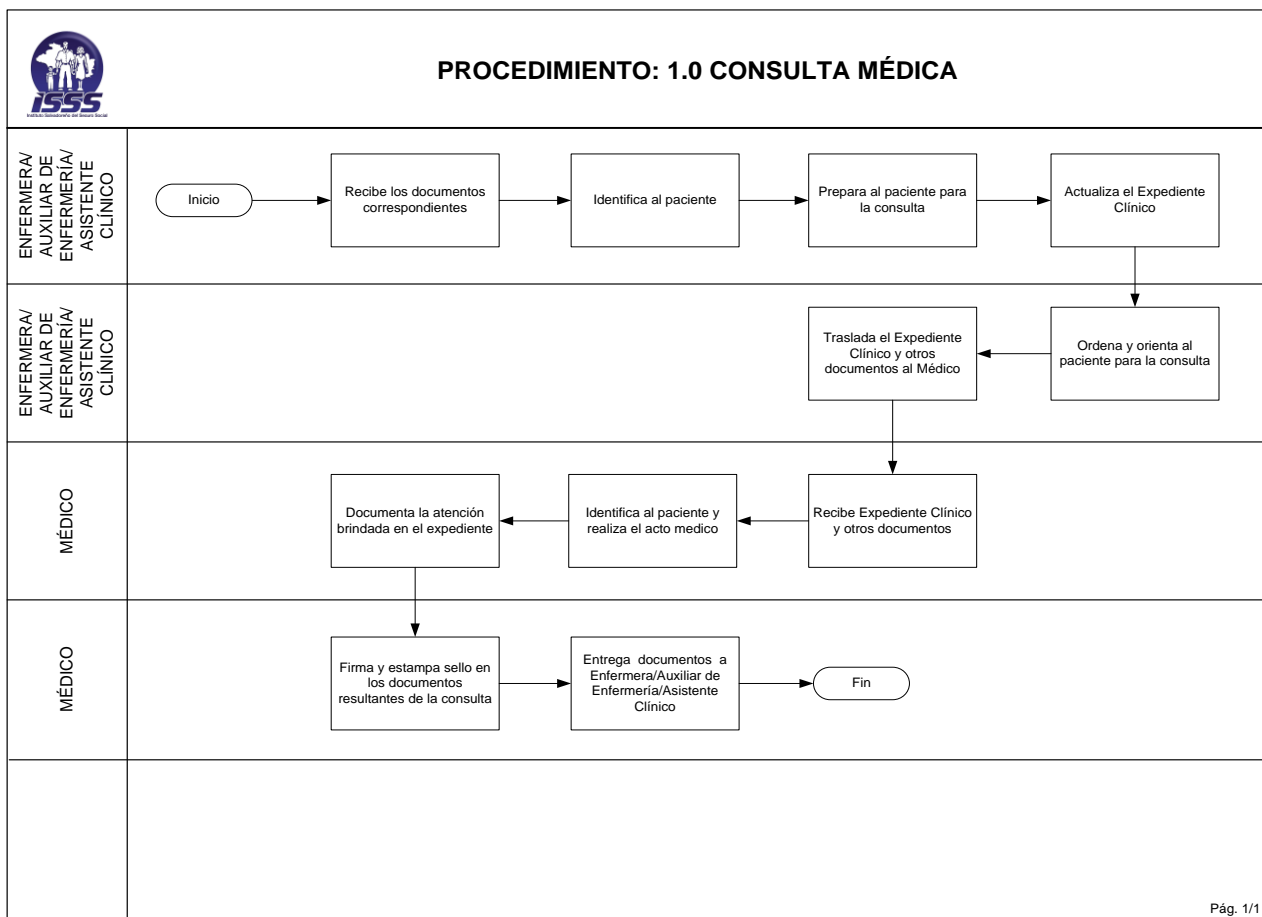 PROCEDIMIENTO: 1.0 CONSULTA MÉDICA
ISSS
Instituto Salvadoreño del Seguro Social
ENFERMERA/
AUXILIAR DE
ENFERMERÍA/
ASISTENTE
CLÍNICO
Inicio
Recibe los documentos
correspondientes
Identifica al paciente
Prepara al paciente para
la consulta
Actualiza el Expediente
Clínico
ENFERMERA/
AUXILIAR DE
ENFERMERÍA/
ASISTENTE
CLÍNICO
Ordena y orienta al
paciente para la consulta
Traslada el Expediente
Clínico y otros
documentos al Médico
MÉDICO
Recibe Expediente Clínico
y otros documentos
Identifica al paciente y
realiza el acto medico
Documenta la atención
brindada en el expediente
MÉDICO
Firma y estampa sello en
los documentos
resultantes de la consulta
Entrega documentos a
Enfermera/Auxiliar de
Enfermería/Asistente
Clínico
Fin
Pág. 1/1